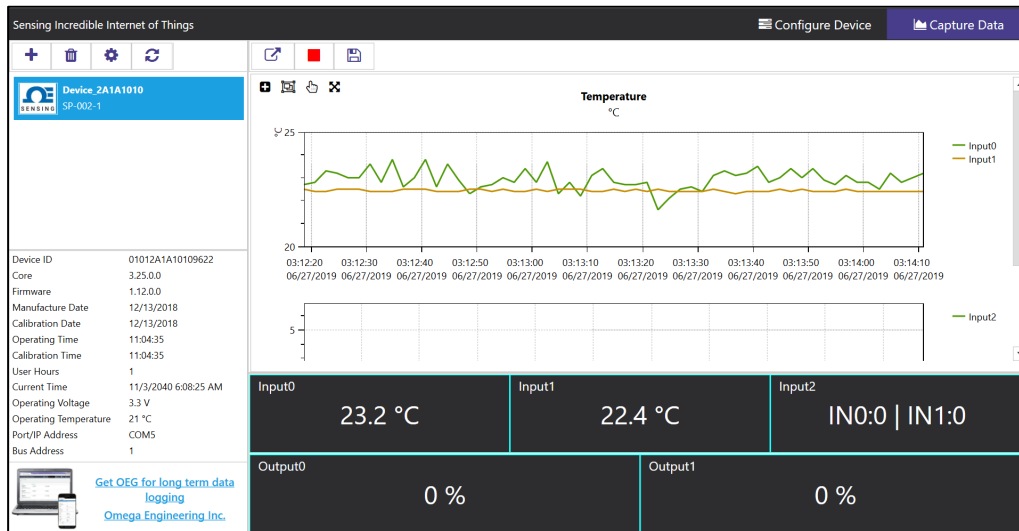 Sensing Incredible Internet of Things
Configure Device
Capture Data
SENSING
Device_2A1A1010
SP-002-1
Device ID 01012A1A10109622
Core 3.25.0.0
Firmware 1.12.0.0
Manufacture Date 12/13/2018
Calibration Date 12/13/2018
Operating Time 11:04:35
Calibration Time 11:04:35
User Hours 1
Current Time 11/3/2040 6:08:25 AM
Operating Voltage 3.3 V
Operating Temperature 21 °C
Port/IP Address COM5
Bus Address 1
Get OEG for long term data
logging
Omega Engineering Inc.
Temperature
°C
°C
25
20
03:12:20 03:12:30 03:12:40 03:12:50 03:13:00 03:13:10 03:13:20 03:13:30 03:13:40 03:13:50 03:14:00 03:14:10
06/27/2019 06/27/2019 06/27/2019 06/27/2019 06/27/2019 06/27/2019 06/27/2019 06/27/2019 06/27/2019 06/27/2019 06/27/2019 06/27/2019
Input0
Input1
5
Input2
Input0
23.2 °C
Input1
22.4 °C
Input2
IN0:0 | IN1:0
Output0
0 %
Output1
0 %